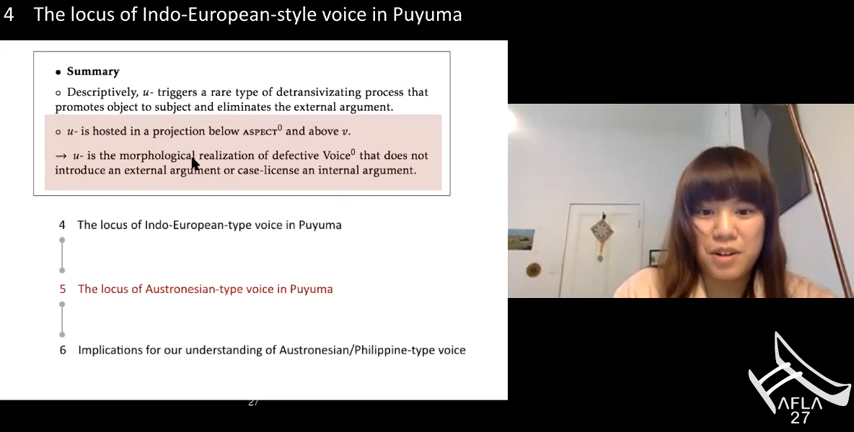 4 The locus of Indo-European-style voice in Puyuma
• Summary
∘ Descriptively, u- triggers a rare type of detransivizating process that
promotes object to subject and eliminates the external argument.
∘ u- is hosted in a projection below ASPECT⁰ and above v.
→ u- is the morphological realization of defective Voice⁰ that does not
introduce an external argument or case-license an internal argument.
4 The locus of Indo-European-type voice in Puyuma
5 The locus of Austronesian-type voice in Puyuma
6 Implications for our understanding of Austronesian/Philippine-type voice
27
AFLA
27